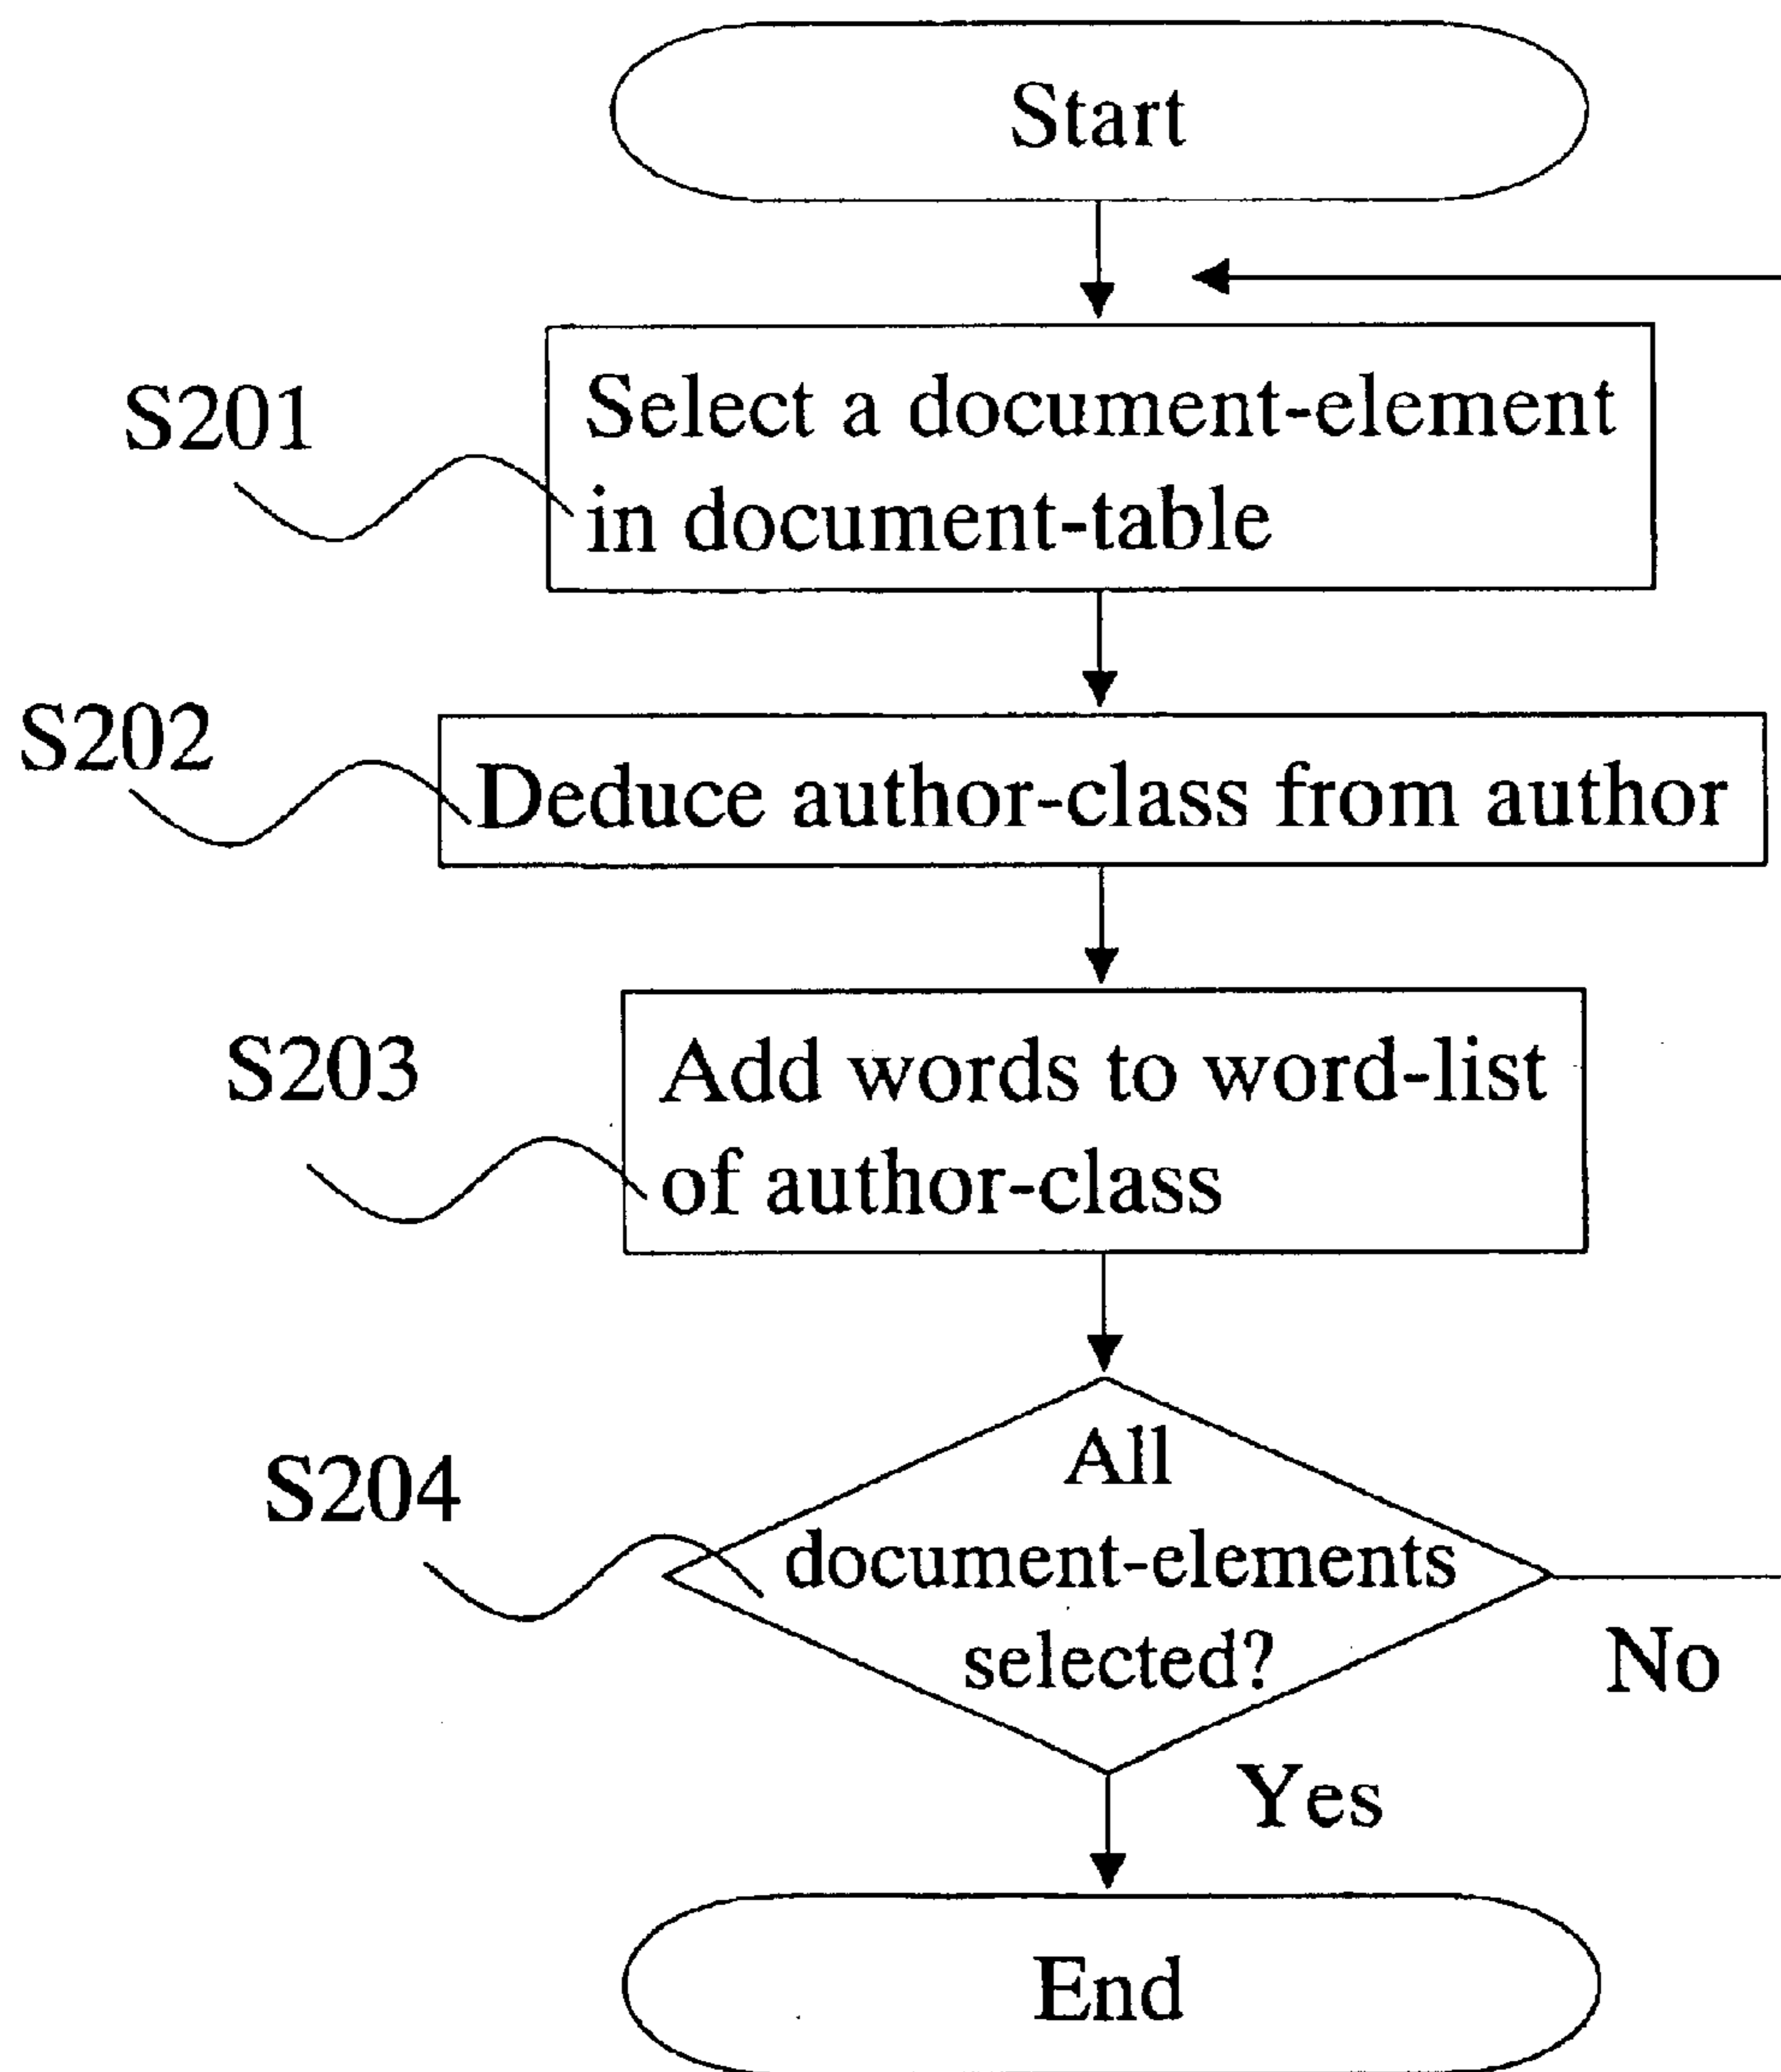 Start
S201
Select a document-element
in document-table
S202
Deduce author-class from author
S203
Add words to word-list
of author-class
S204
All
document-elements
selected?
No
Yes
End